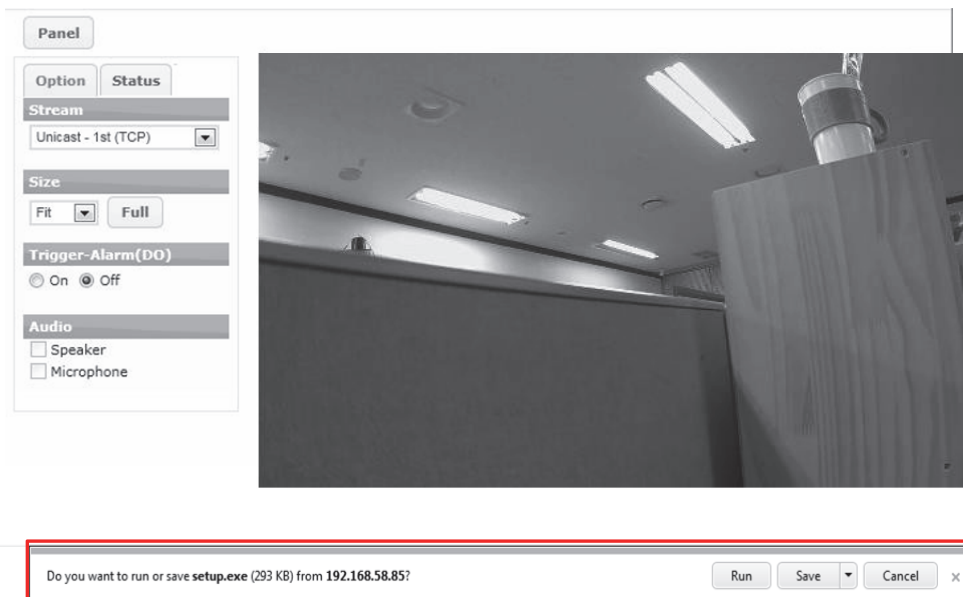 Panel
Option Status
Stream
Unicast - 1st (TCP)
Size
Fit Full
Trigger-Alarm(DO)
On Off
Audio
Speaker
Microphone
Do you want to run or save setup.exe (293 KB) from 192.168.58.85? Run Save Cancel ×